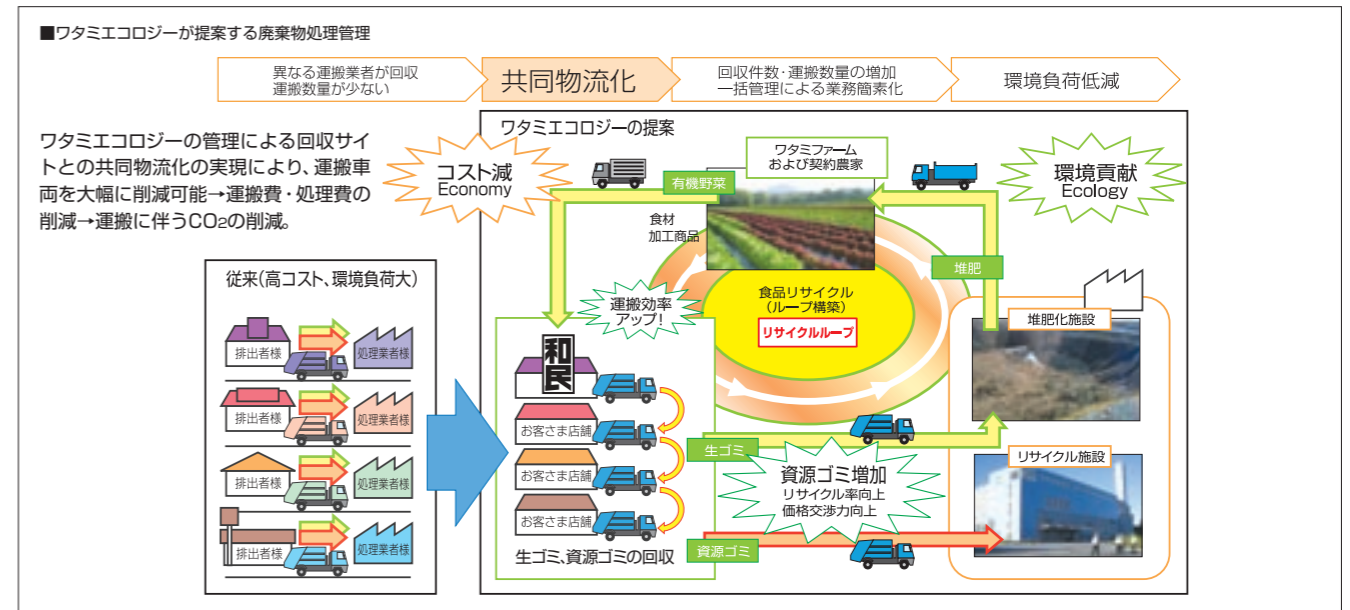 ■ワタミエコロジーが提案する廃棄物処理管理
異なる運搬業者が回収
運搬数量が少ない
共同物流化
回収件数・運搬数量の増加
一括管理による業務簡素化
環境負荷低減
ワタミエコロジーの管理による回収サイ
トとの共同物流化の実現により、運搬車
両を大幅に削減可能→運搬費・処理費の
削減→運搬に伴うCO2の削減。
従来(高コスト、環境負荷大)
排出者様
処理業者様
排出者様
処理業者様
排出者様
処理業者様
排出者様
処理業者様
ワタミエコロジーの提案
コスト減
Economy
有機野菜
ワタミファーム
および契約農家
環境貢献
Ecology
食材
加工商品
堆肥
運搬効率
アップ!
食品リサイクル
(ループ構築)
リサイクルループ
堆肥化施設
和民
お客さま店舗
お客さま店舗
お客さま店舗
生ゴミ、資源ゴミの回収
生ゴミ
資源ゴミ増加
リサイクル率向上
価格交渉力向上
資源ゴミ
リサイクル施設